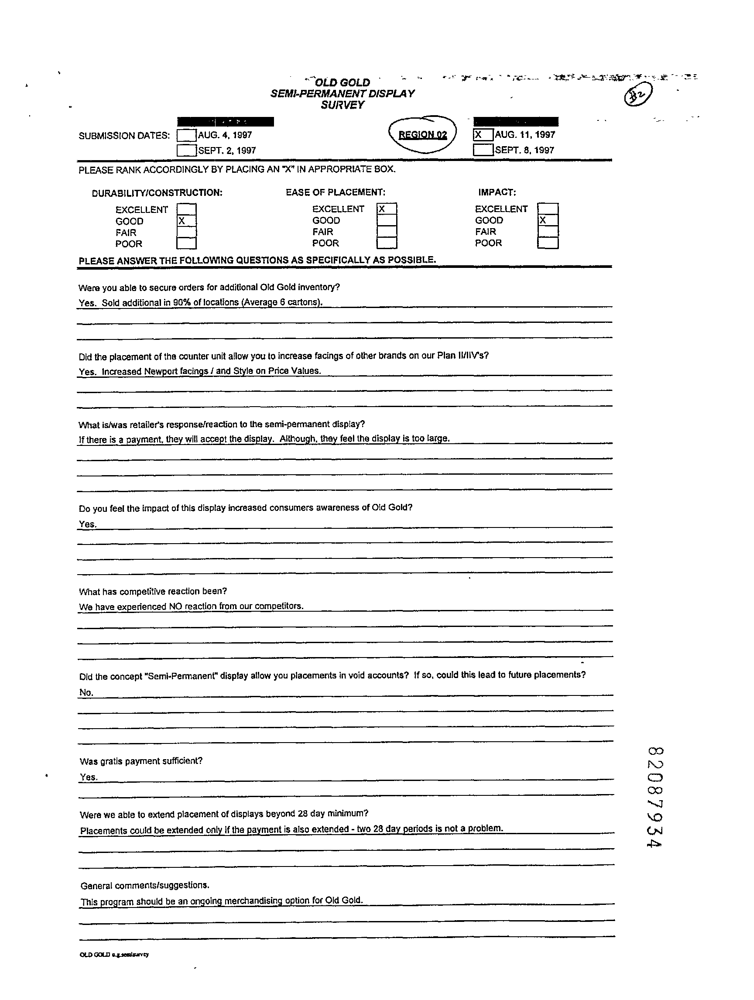 OLD GOLD
SEMI-PERMANENT DISPLAY
SURVEY
82
SUBMISSION DATES: AUG. 4, 1997 REGION 02 X AUG. 11, 1997
SEPT. 2, 1997 SEPT. 8, 1997
PLEASE RANK ACCORDINGLY BY PLACING AN "X" IN APPROPRIATE BOX.
DURABILITY/CONSTRUCTION: EASE OF PLACEMENT: IMPACT:
EXCELLENT EXCELLENT X EXCELLENT
GOOD X GOOD GOOD X
FAIR FAIR FAIR
POOR POOR POOR
PLEASE ANSWER THE FOLLOWING QUESTIONS AS SPECIFICALLY AS POSSIBLE.
Were you able to secure orders for additional Old Gold inventory?
Yes. Sold additional in 90% of locations (Average 6 cartons).
Did the placement of the counter unit allow you to increase facings of other brands on our Plan II/IIV's?
Yes. Increased Newport facings / and Style on Price Values.
What is/was retailer's response/reaction to the semi-permanent display?
If there is a payment, they will accept the display. Although, they feel the display is too large.
Do you feel the impact of this display increased consumers awareness of Old Gold?
Yes.
What has competitive reaction been?
We have experienced NO reaction from our competitors.
Did the concept "Semi-Permanent" display allow you placements in void accounts? If so, could this lead to future placements?
No.
Was gratis payment sufficient?
Yes.
Were we able to extend placement of displays beyond 28 day minimum?
Placements could be extended only if the payment is also extended - two 28 day periods is not a problem.
General comments/suggestions.
This program should be an ongoing merchandising option for Old Gold.
82087934